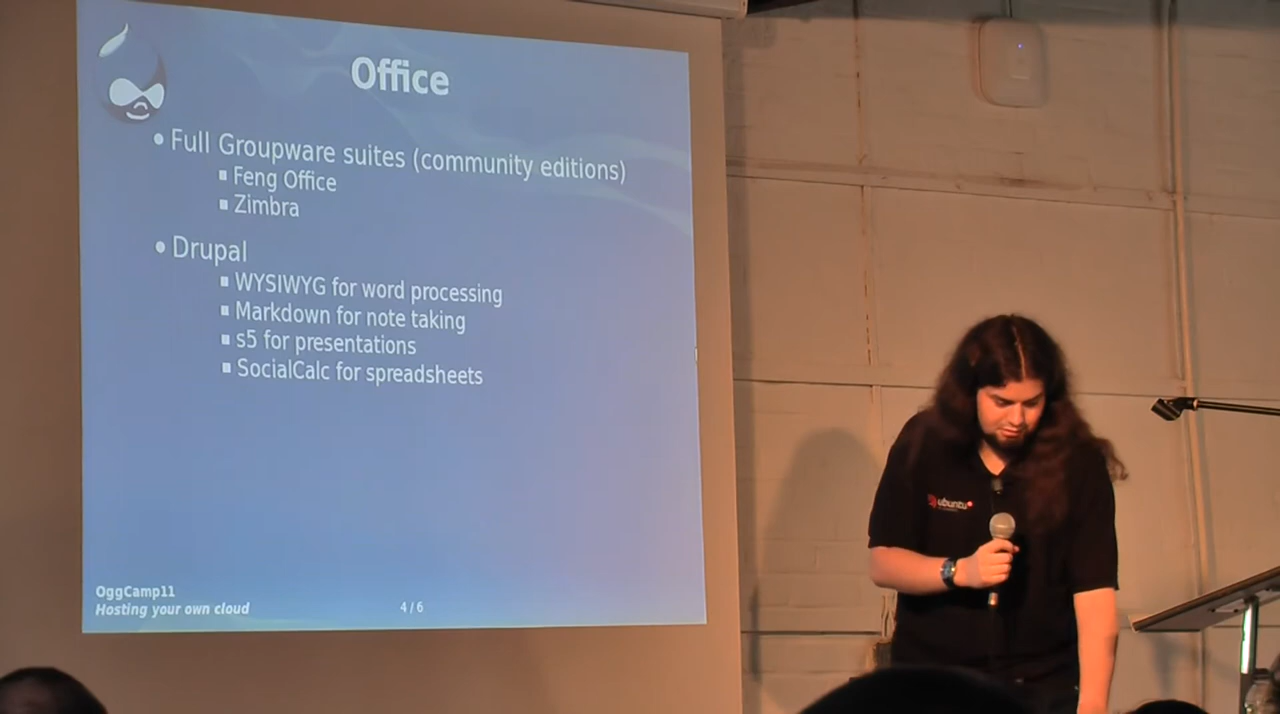 Office
• Full Groupware suites (community editions)
▪ Feng Office
▪ Zimbra
• Drupal
▪ WYSIWYG for word processing
▪ Markdown for note taking
▪ s5 for presentations
▪ SocialCalc for spreadsheets
OggCamp11
Hosting your own cloud
4/6
ubuntu